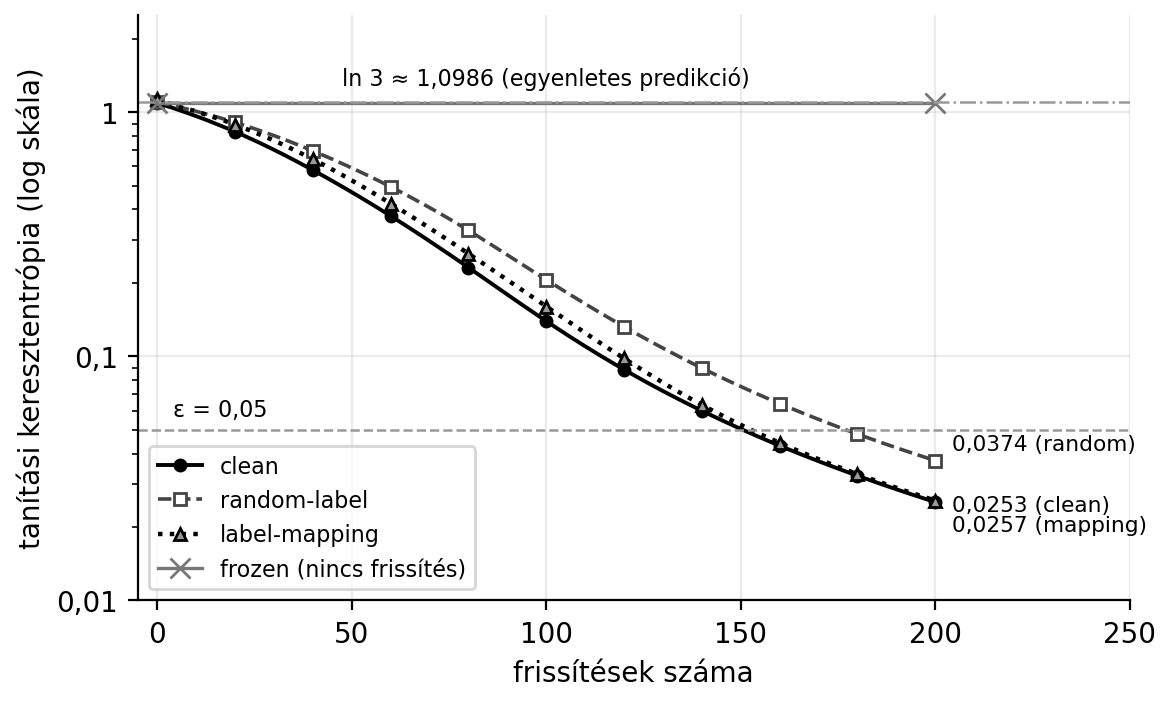 ln 3 ≈ 1,0986 (egyenletes predikció)
tanítási keresztentrópia (log skála)
1
0,1
0,01
ε = 0,05
clean
random-label
label-mapping
frozen (nincs frissítés)
0,0374 (random)
0,0253 (clean)
0,0257 (mapping)
0
50
100
150
200
250
frissítések száma